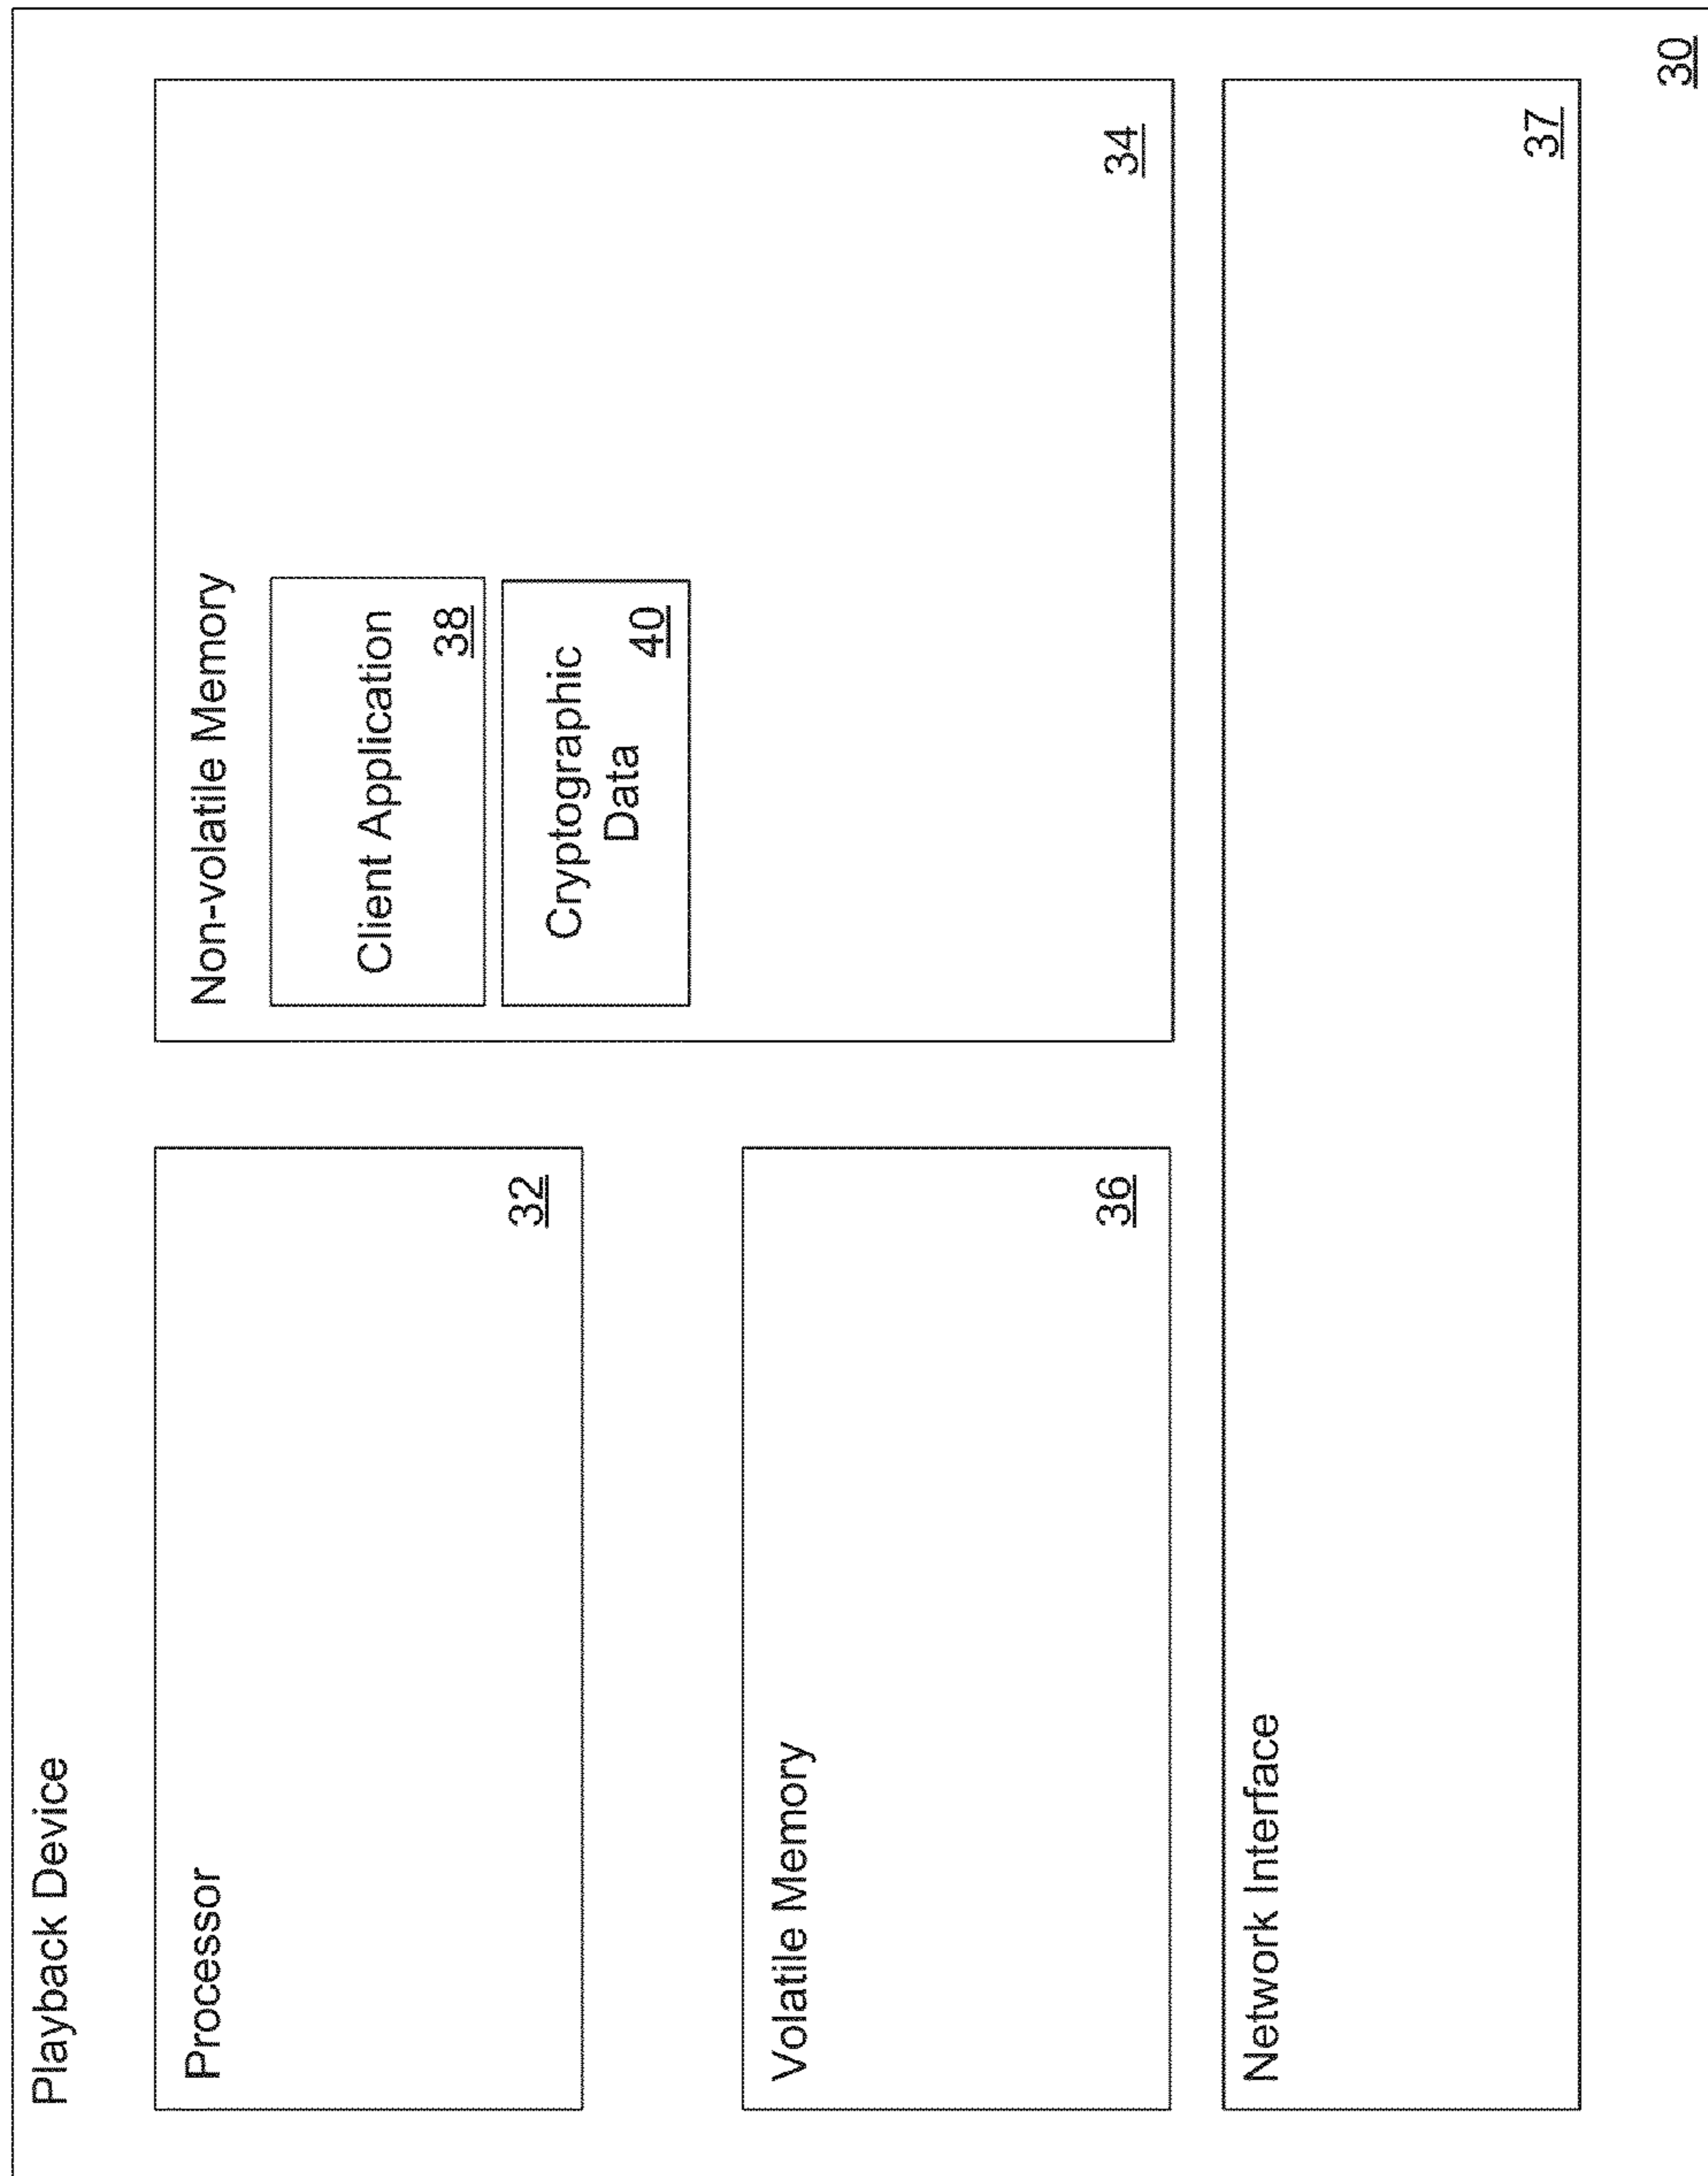 Playback Device
Processor
32
Non-volatile Memory
Client Application
38
Cryptographic
Data
40
34
Volatile Memory
36
Network Interface
37
30